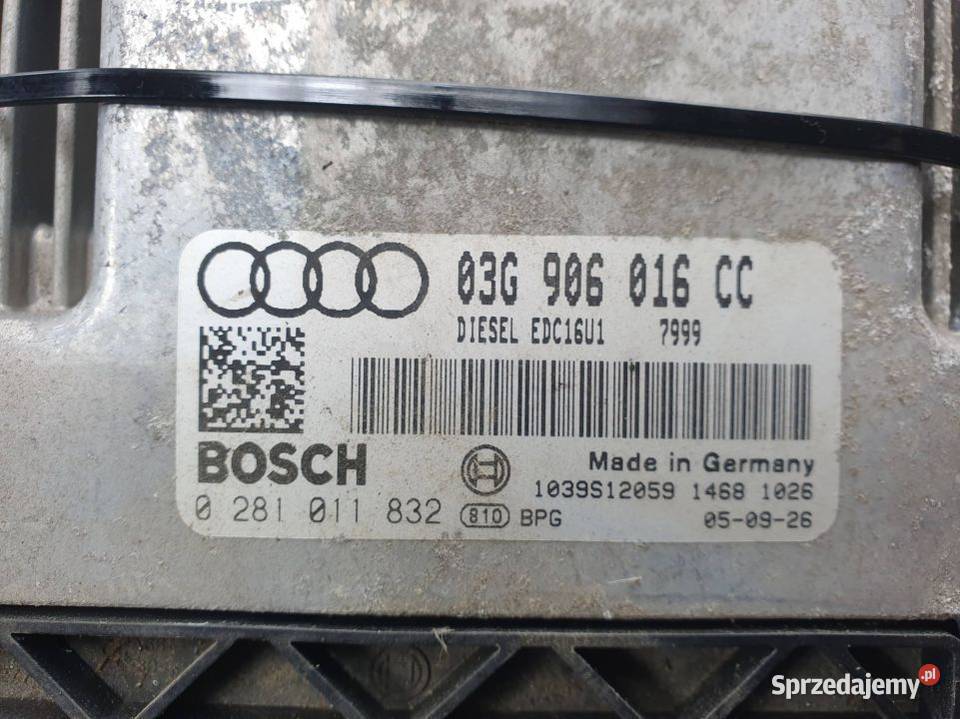 03G 906 016 CC
DIESEL EDC16U1 7999
BOSCH
Made in Germany
1039S12059 1468 1026
0 281 011 832 810 BPG 05-09-26
Sprzedajemy.pl